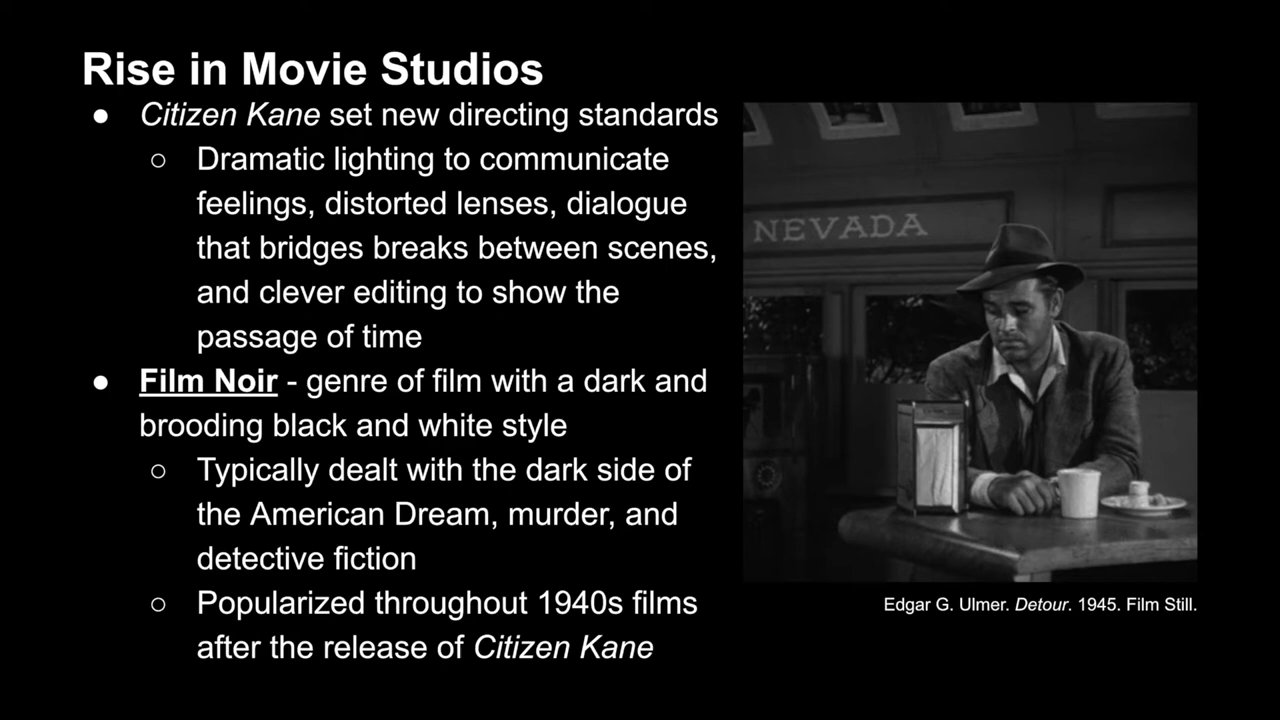 Rise in Movie Studios
● Citizen Kane set new directing standards
○ Dramatic lighting to communicate
feelings, distorted lenses, dialogue
that bridges breaks between scenes,
and clever editing to show the
passage of time
● Film Noir - genre of film with a dark and
brooding black and white style
○ Typically dealt with the dark side of
the American Dream, murder, and
detective fiction
○ Popularized throughout 1940s films
after the release of Citizen Kane
NEVADA
Edgar G. Ulmer. Detour. 1945. Film Still.